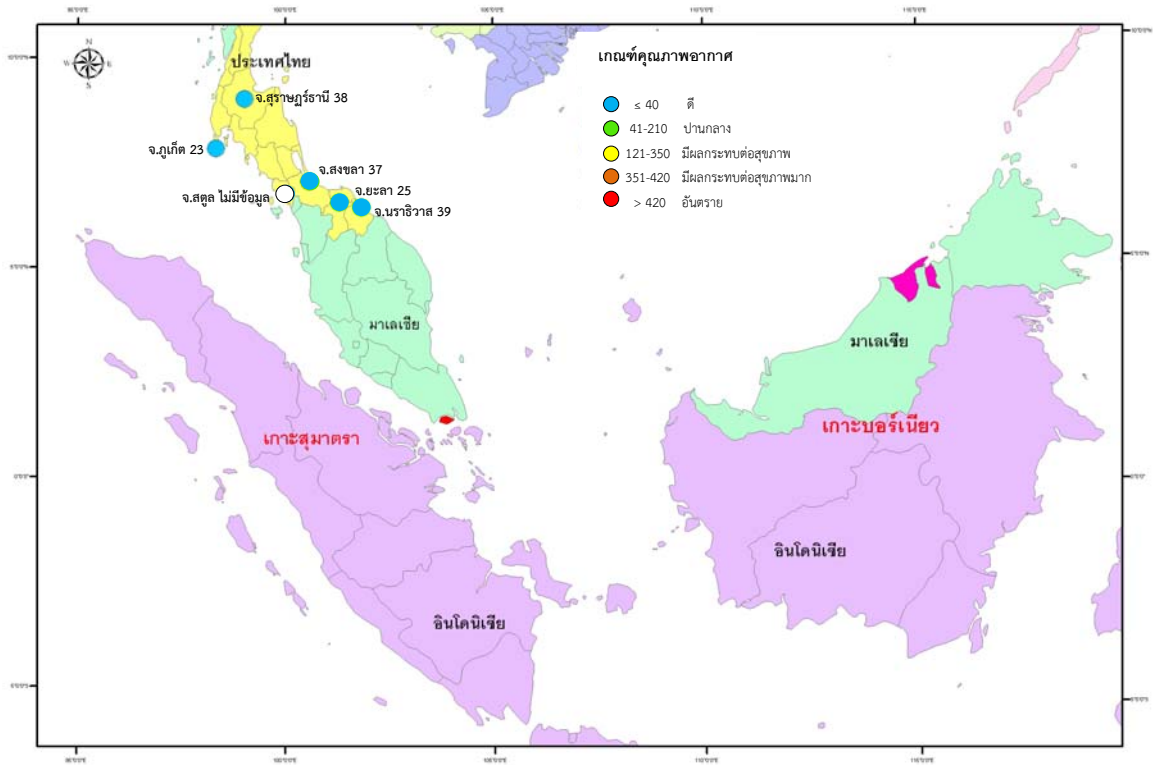 N
W E
S
ประเทศไทย
จ.สุราษฎร์ธานี 38
จ.ภูเก็ต 23
จ.สงขลา 37
จ.สตูล ไม่มีข้อมูล
จ.ยะลา 25
จ.นราธิวาส 39
เกณฑ์คุณภาพอากาศ
≤ 40 ดี
41-210 ปานกลาง
121-350 มีผลกระทบต่อสุขภาพ
351-420 มีผลกระทบต่อสุขภาพมาก
> 420 อันตราย
มาเลเซีย
มาเลเซีย
เกาะสุมาตรา
เกาะบอร์เนียว
อินโดนิเซีย
อินโดนิเซีย